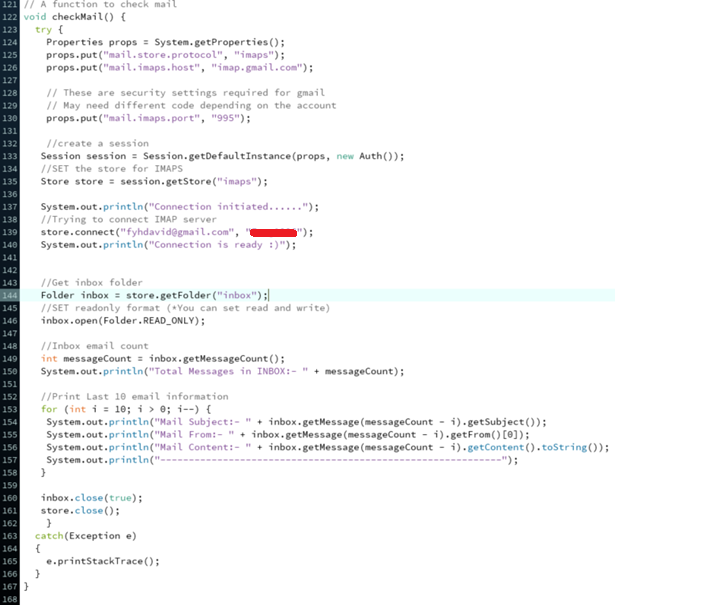 121 // A function to check mail
122 void checkMail() {
123 try {
124 Properties props = System.getProperties();
125 props.put("mail.store.protocol", "imaps");
126 props.put("mail.imaps.host", "imap.gmail.com");
127
128 // These are security settings required for gmail
129 // May need different code depending on the account
130 props.put("mail.imaps.port", "995");
131
132 //create a session
133 Session session = Session.getDefaultInstance(props, new Auth());
134 //SET the store for IMAPS
135 Store store = session.getStore("imaps");
136
137 System.out.println("Connection initiated......");
138 //Trying to connect IMAP server
139 store.connect("fyhdavid@gmail.com", "");
140 System.out.println("Connection is ready :)");
141
142
143 //Get inbox folder
144 Folder inbox = store.getFolder("inbox");
145 //SET readonly format (*You can set read and write)
146 inbox.open(Folder.READ_ONLY);
147
148 //Inbox email count
149 int messageCount = inbox.getMessageCount();
150 System.out.println("Total Messages in INBOX:- " + messageCount);
151
152 //Print Last 10 email information
153 for (int i = 10; i > 0; i--) {
154 System.out.println("Mail Subject:- " + inbox.getMessage(messageCount - i).getSubject());
155 System.out.println("Mail From:- " + inbox.getMessage(messageCount - i).getFrom()[0]);
156 System.out.println("Mail Content:- " + inbox.getMessage(messageCount - i).getContent().toString());
157 System.out.println("------------------------------------------------------------");
158 }
159
160 inbox.close(true);
161 store.close();
162 }
163 catch(Exception e)
164 {
165 e.printStackTrace();
166 }
167 }
168